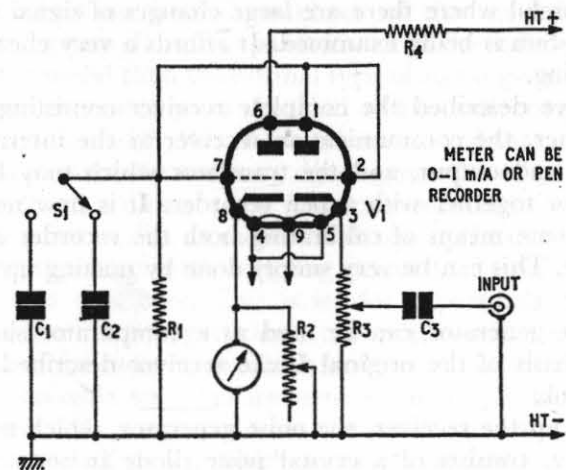 HT+
R4
6
1
METER CAN BE
0-1 m/A OR PEN
RECORDER
7
2
S1
8
3
V1
4
9
5
C1
C2
R1
R2
R3
C3
INPUT
HT-